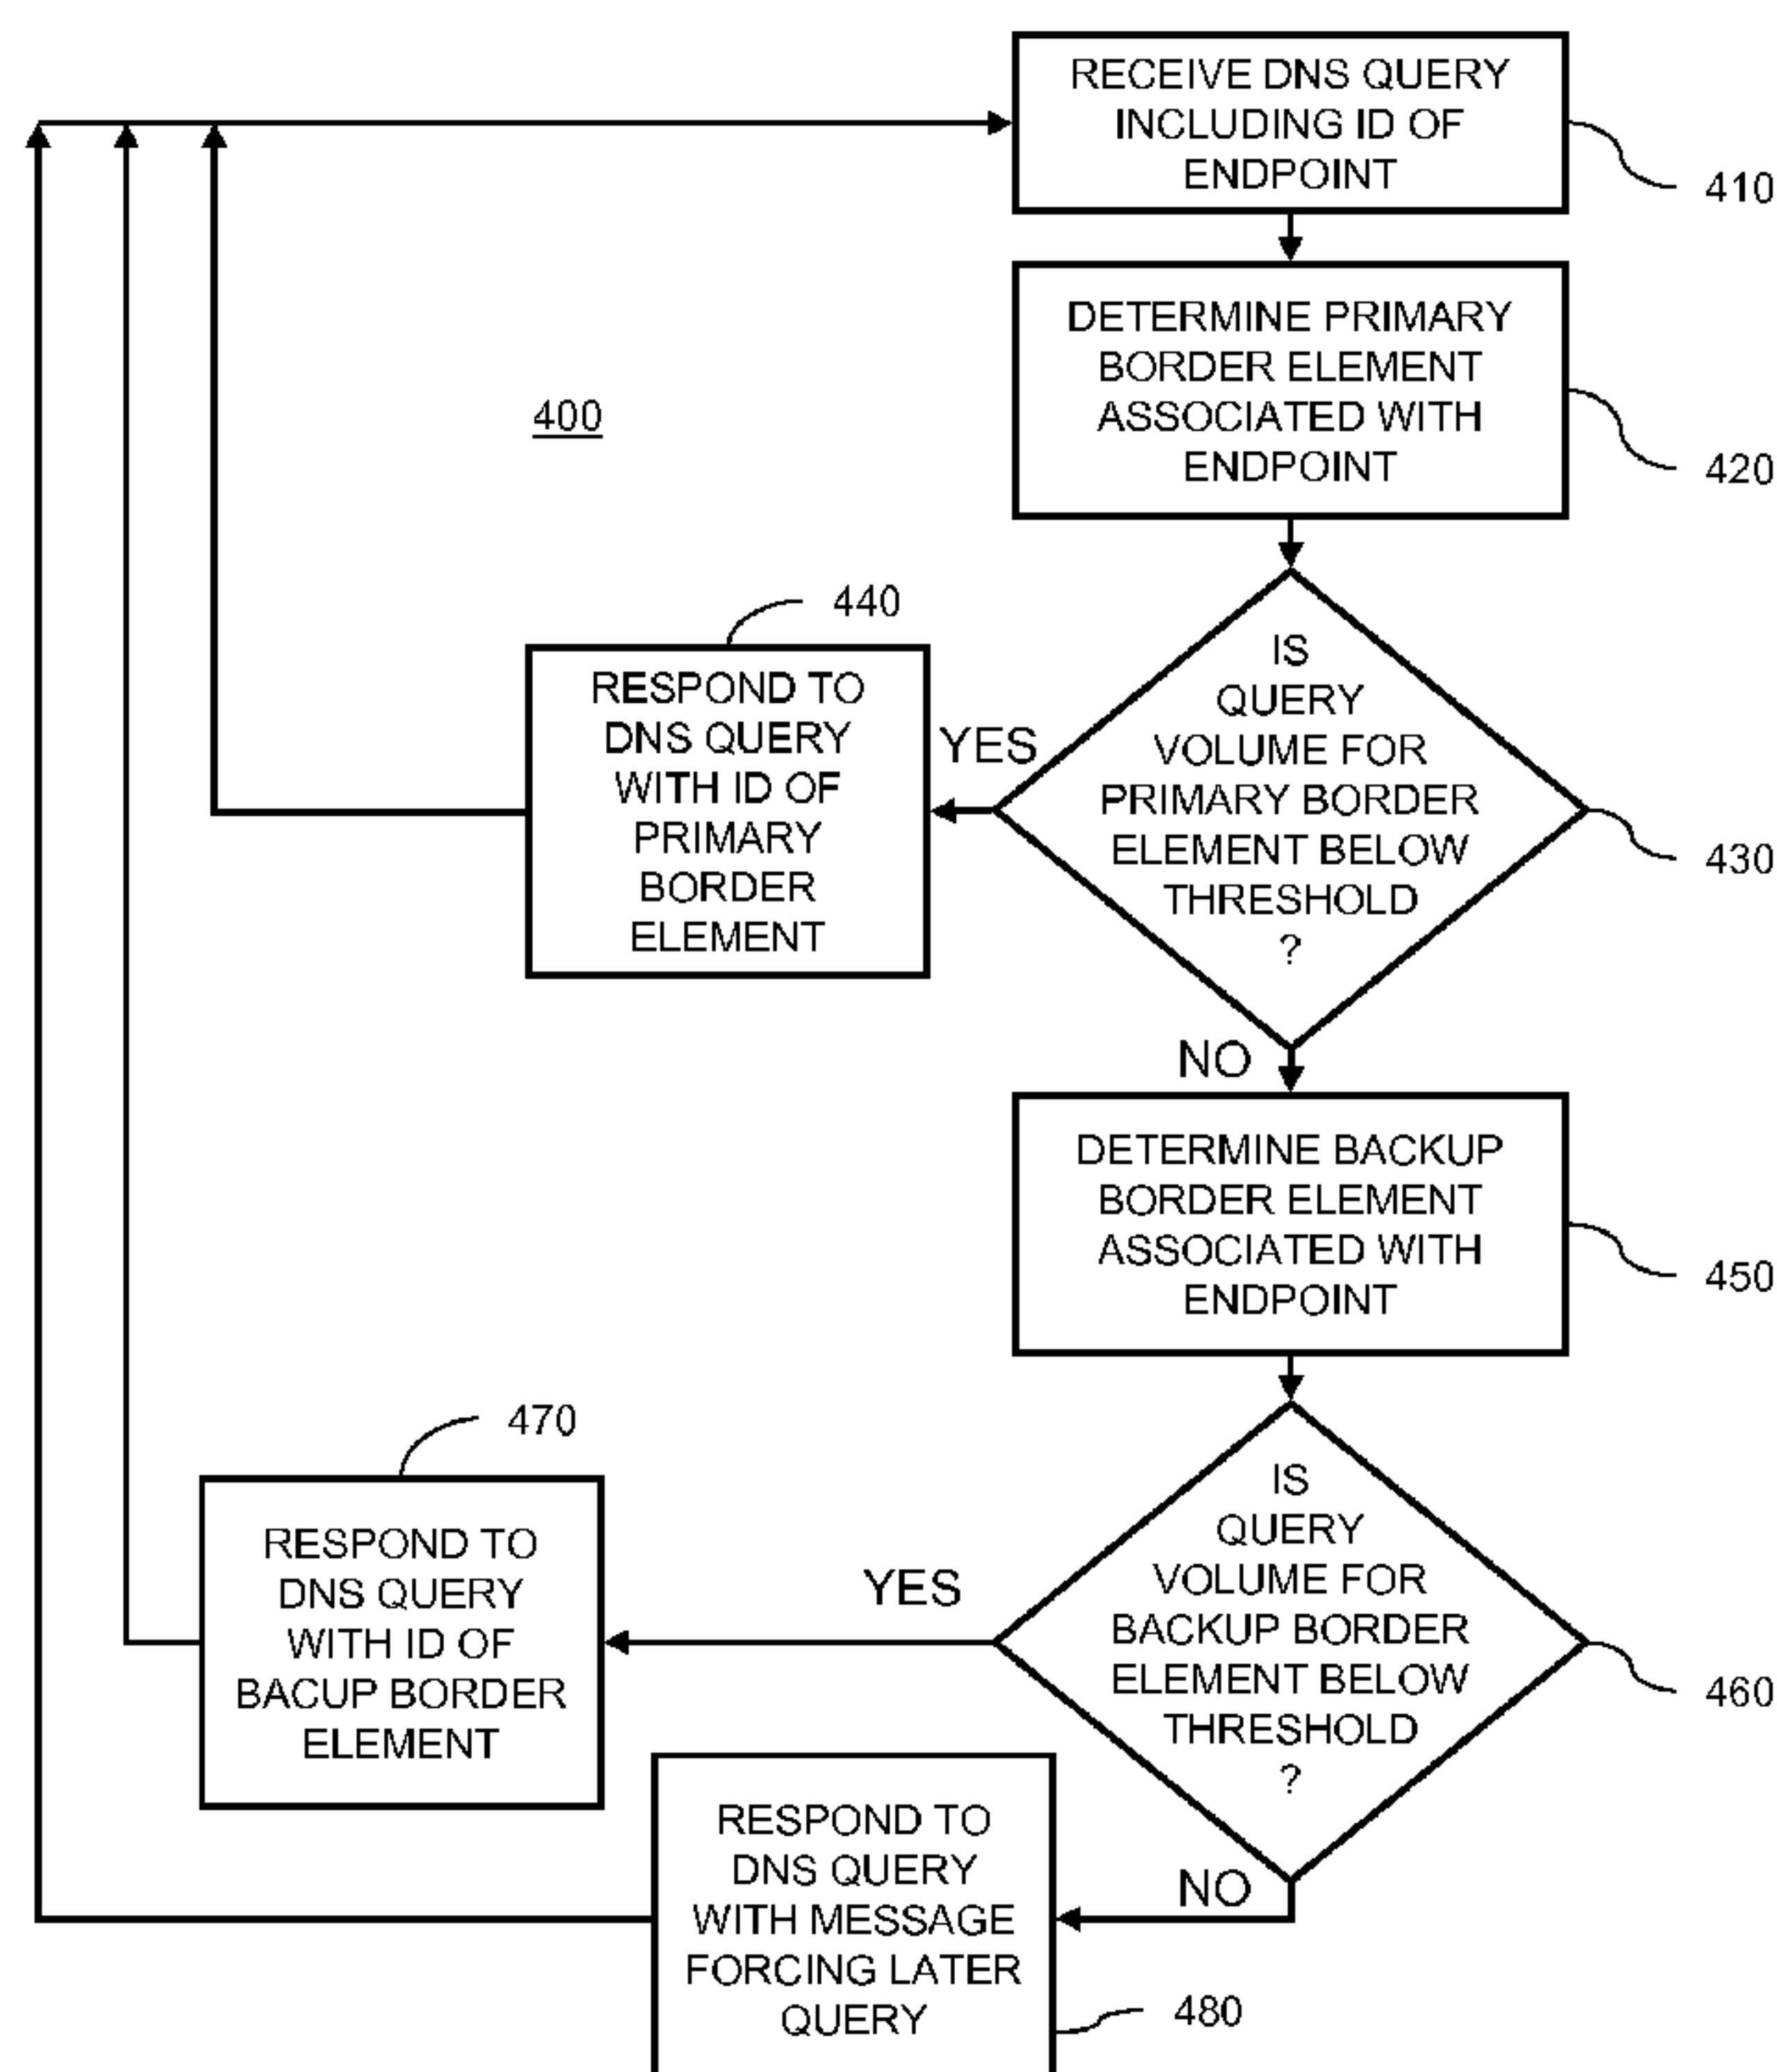 RECEIVE DNS QUERY
INCLUDING ID OF
ENDPOINT
410
DETERMINE PRIMARY
BORDER ELEMENT
ASSOCIATED WITH
ENDPOINT
420
400
440
RESPOND TO
DNS QUERY
WITH ID OF
PRIMARY
BORDER
ELEMENT
YES
IS
QUERY
VOLUME FOR
PRIMARY BORDER
ELEMENT BELOW
THRESHOLD
?
430
NO
DETERMINE BACKUP
BORDER ELEMENT
ASSOCIATED WITH
ENDPOINT
450
470
RESPOND TO
DNS QUERY
WITH ID OF
BACUP BORDER
ELEMENT
YES
IS
QUERY
VOLUME FOR
BACKUP BORDER
ELEMENT BELOW
THRESHOLD
?
460
NO
RESPOND TO
DNS QUERY
WITH MESSAGE
FORCING LATER
QUERY
480